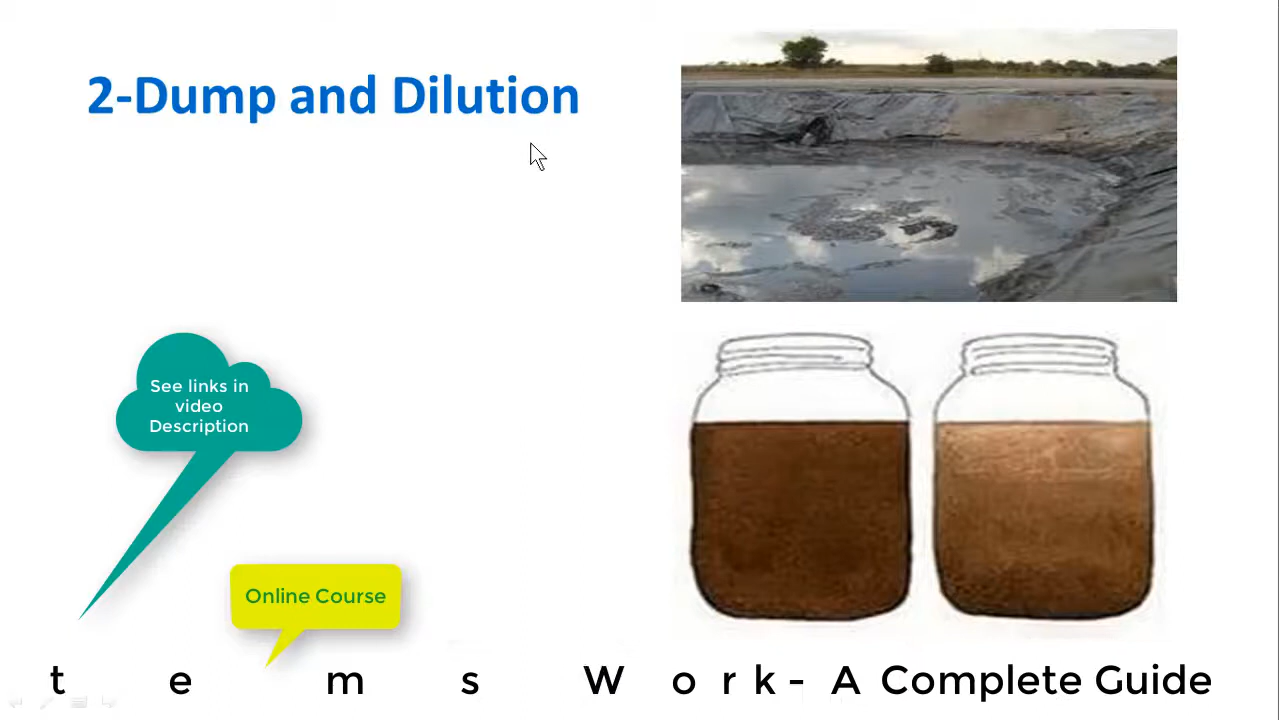 2-Dump and Dilution
See links in
video
Description
Online Course
t e m s W o r k - A Complete Guide